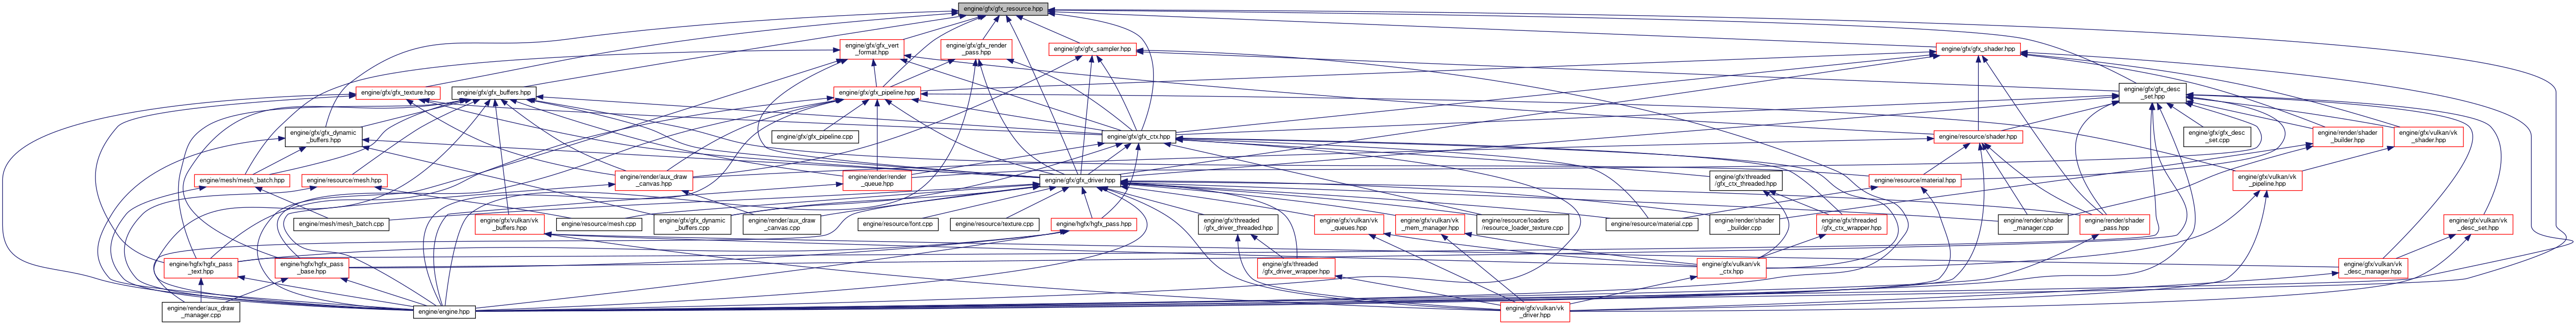 engine/gfx/gfx_resource.hpp
engine/gfx/gfx_vert
_format.hpp
engine/gfx/gfx_render
_pass.hpp
engine/gfx/gfx_sampler.hpp
engine/gfx/gfx_shader.hpp
engine/gfx/gfx_texture.hpp
engine/gfx/gfx_buffers.hpp
engine/gfx/gfx_pipeline.hpp
engine/gfx/gfx_desc
_set.hpp
engine/gfx/gfx_dynamic
_buffers.hpp
engine/gfx/gfx_pipeline.cpp
engine/gfx/gfx_ctx.hpp
engine/resource/shader.hpp
engine/gfx/gfx_desc
_set.cpp
engine/render/shader
_builder.hpp
engine/gfx/vulkan/vk
_shader.hpp
engine/mesh/mesh_batch.hpp
engine/resource/mesh.hpp
engine/render/aux_draw
_canvas.hpp
engine/render/render
_queue.hpp
engine/gfx/gfx_driver.hpp
engine/gfx/threaded
/gfx_ctx_threaded.hpp
engine/resource/material.hpp
engine/gfx/vulkan/vk
_pipeline.hpp
engine/mesh/mesh_batch.cpp
engine/gfx/vulkan/vk
_buffers.hpp
engine/resource/mesh.cpp
engine/gfx/gfx_dynamic
_buffers.cpp
engine/render/aux_draw
_canvas.cpp
engine/resource/font.cpp
engine/resource/texture.cpp
engine/hgfx/hgfx_pass.hpp
engine/gfx/threaded
/gfx_driver_threaded.hpp
engine/gfx/vulkan/vk
_queues.hpp
engine/gfx/vulkan/vk
_mem_manager.hpp
engine/resource/loaders
/resource_loader_texture.cpp
engine/resource/material.cpp
engine/render/shader
_builder.cpp
engine/gfx/threaded
/gfx_ctx_wrapper.hpp
engine/render/shader
_manager.cpp
engine/render/shader
_pass.hpp
engine/gfx/vulkan/vk
_desc_set.hpp
engine/hgfx/hgfx_pass
_text.hpp
engine/hgfx/hgfx_pass
_base.hpp
engine/gfx/threaded
/gfx_driver_wrapper.hpp
engine/gfx/vulkan/vk
_ctx.hpp
engine/gfx/vulkan/vk
_desc_manager.hpp
engine/render/aux_draw
_manager.cpp
engine/engine.hpp
engine/gfx/vulkan/vk
_driver.hpp